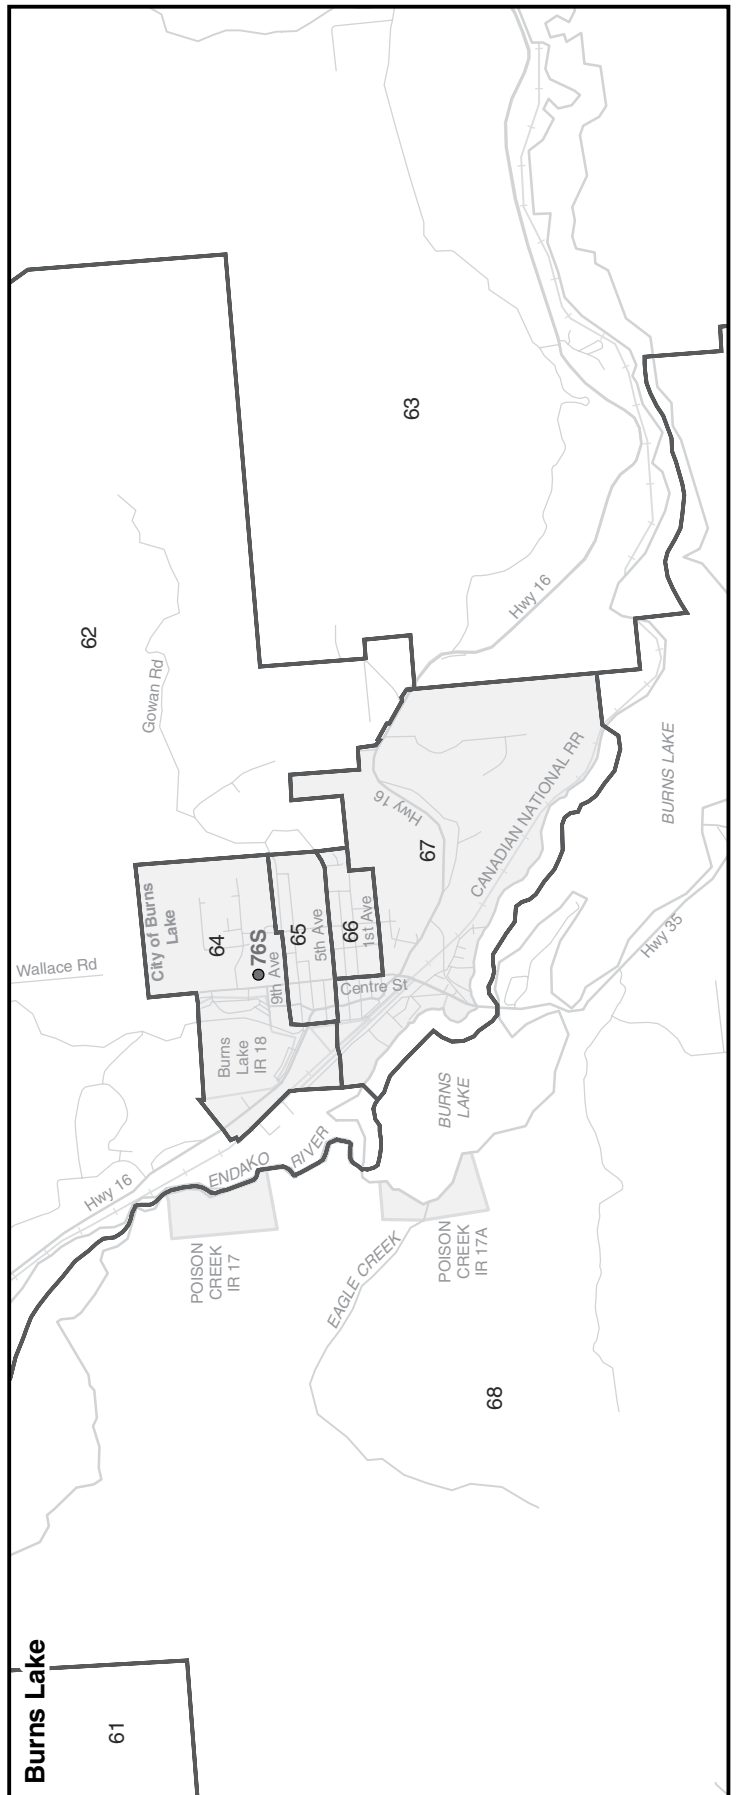 Burns Lake
61
62
63
64
65
66
67
68
76S
City of Burns
Lake
Wallace Rd
Gowan Rd
9th Ave
5th Ave
1st Ave
Centre St
Burns
Lake
IR 18
Hwy 16
Hwy 16
Hwy 16
Hwy 35
CANADIAN NATIONAL RR
BURNS LAKE
BURNS
LAKE
ENDAKO
RIVER
EAGLE CREEK
POISON
CREEK
IR 17
POISON
CREEK
IR 17A